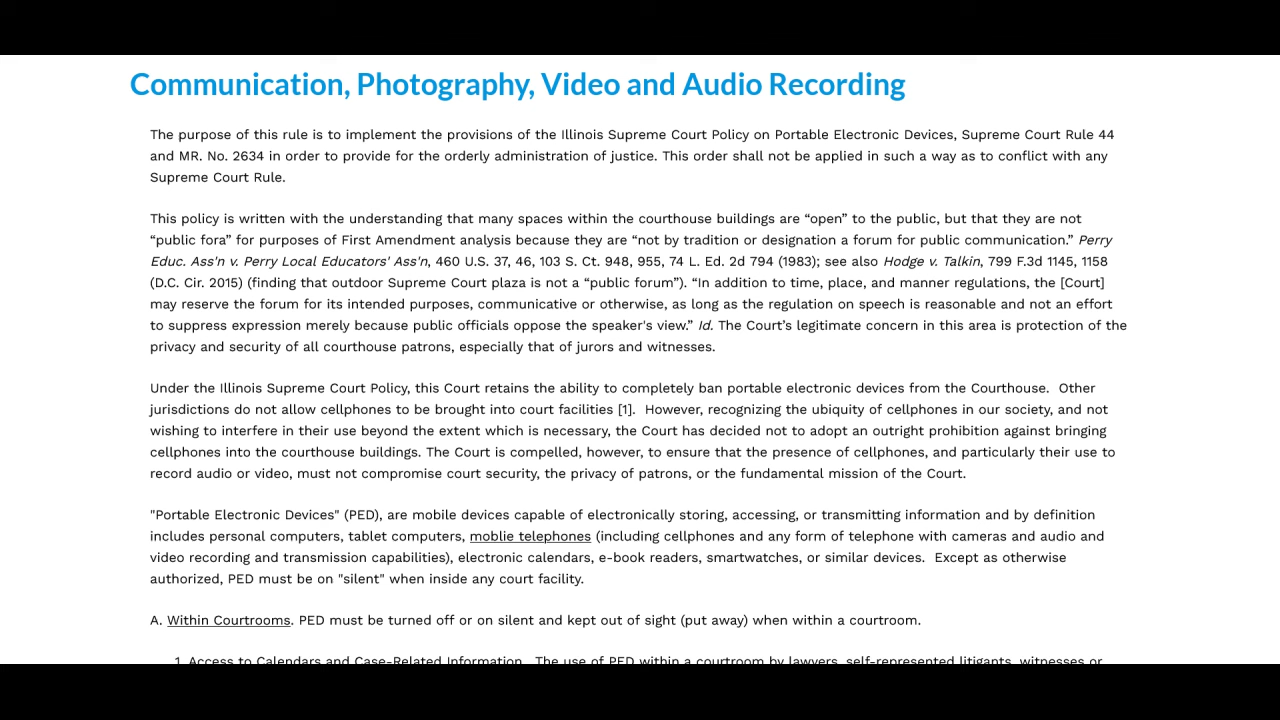 Communication, Photography, Video and Audio Recording
The purpose of this rule is to implement the provisions of the Illinois Supreme Court Policy on Portable Electronic Devices, Supreme Court Rule 44
and MR. No. 2634 in order to provide for the orderly administration of justice. This order shall not be applied in such a way as to conflict with any
Supreme Court Rule.
This policy is written with the understanding that many spaces within the courthouse buildings are “open” to the public, but that they are not
“public fora” for purposes of First Amendment analysis because they are “not by tradition or designation a forum for public communication.” Perry
Educ. Ass'n v. Perry Local Educators' Ass'n, 460 U.S. 37, 46, 103 S. Ct. 948, 955, 74 L. Ed. 2d 794 (1983); see also Hodge v. Talkin, 799 F.3d 1145, 1158
(D.C. Cir. 2015) (finding that outdoor Supreme Court plaza is not a “public forum”). “In addition to time, place, and manner regulations, the [Court]
may reserve the forum for its intended purposes, communicative or otherwise, as long as the regulation on speech is reasonable and not an effort
to suppress expression merely because public officials oppose the speaker's view.” Id. The Court’s legitimate concern in this area is protection of the
privacy and security of all courthouse patrons, especially that of jurors and witnesses.
Under the Illinois Supreme Court Policy, this Court retains the ability to completely ban portable electronic devices from the Courthouse.  Other
jurisdictions do not allow cellphones to be brought into court facilities [1].  However, recognizing the ubiquity of cellphones in our society, and not
wishing to interfere in their use beyond the extent which is necessary, the Court has decided not to adopt an outright prohibition against bringing
cellphones into the courthouse buildings. The Court is compelled, however, to ensure that the presence of cellphones, and particularly their use to
record audio or video, must not compromise court security, the privacy of patrons, or the fundamental mission of the Court.
"Portable Electronic Devices" (PED), are mobile devices capable of electronically storing, accessing, or transmitting information and by definition
includes personal computers, tablet computers, moblie telephones (including cellphones and any form of telephone with cameras and audio and
video recording and transmission capabilities), electronic calendars, e-book readers, smartwatches, or similar devices.  Except as otherwise
authorized, PED must be on "silent" when inside any court facility.
A. Within Courtrooms. PED must be turned off or on silent and kept out of sight (put away) when within a courtroom.
1. Access to Calendars and Case-Related Information.  The use of PED within a courtroom by lawyers, self-represented litigants, witnesses or